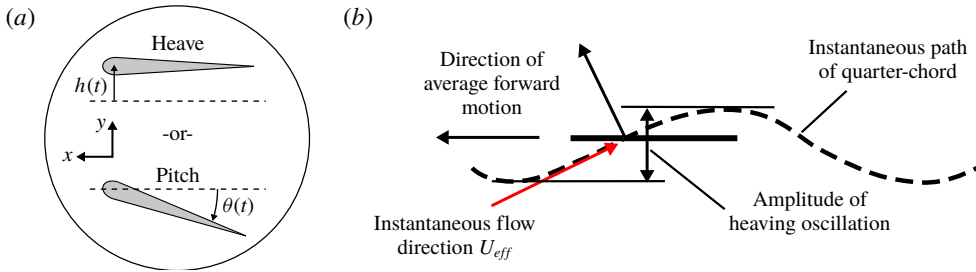 (a)
Heave
h(t)
y
-or-
x
Pitch
θ(t)
(b)
Direction of
average forward
motion
Instantaneous path
of quarter-chord
Instantaneous flow
direction U_eff
Amplitude of
heaving oscillation